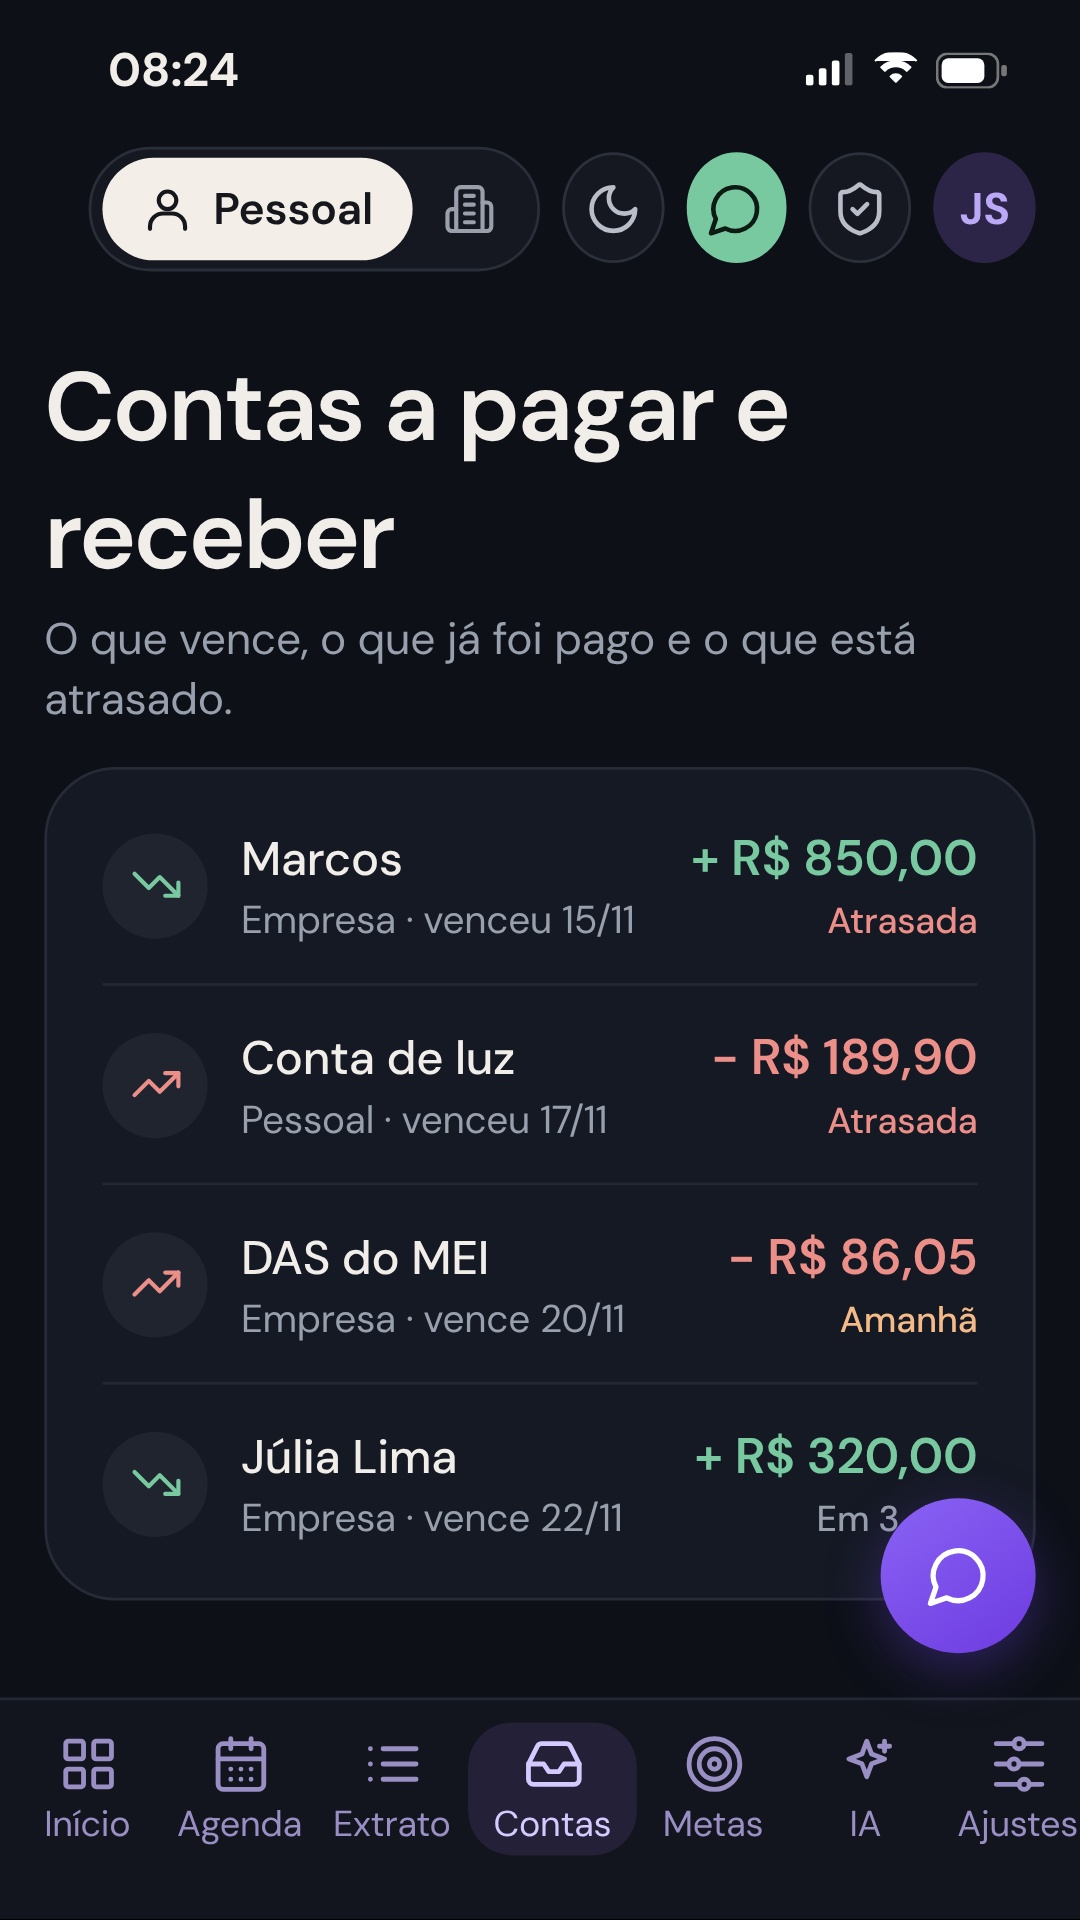 08:24
Pessoal
JS
Contas a pagar e
receber
O que vence, o que já foi pago e o que está
atrasado.
Marcos
+ R$ 850,00
Empresa · venceu 15/11
Atrasada
Conta de luz
− R$ 189,90
Pessoal · venceu 17/11
Atrasada
DAS do MEI
− R$ 86,05
Empresa · vence 20/11
Amanhã
Júlia Lima
+ R$ 320,00
Empresa · vence 22/11
Em 3
Início
Agenda
Extrato
Contas
Metas
IA
Ajustes